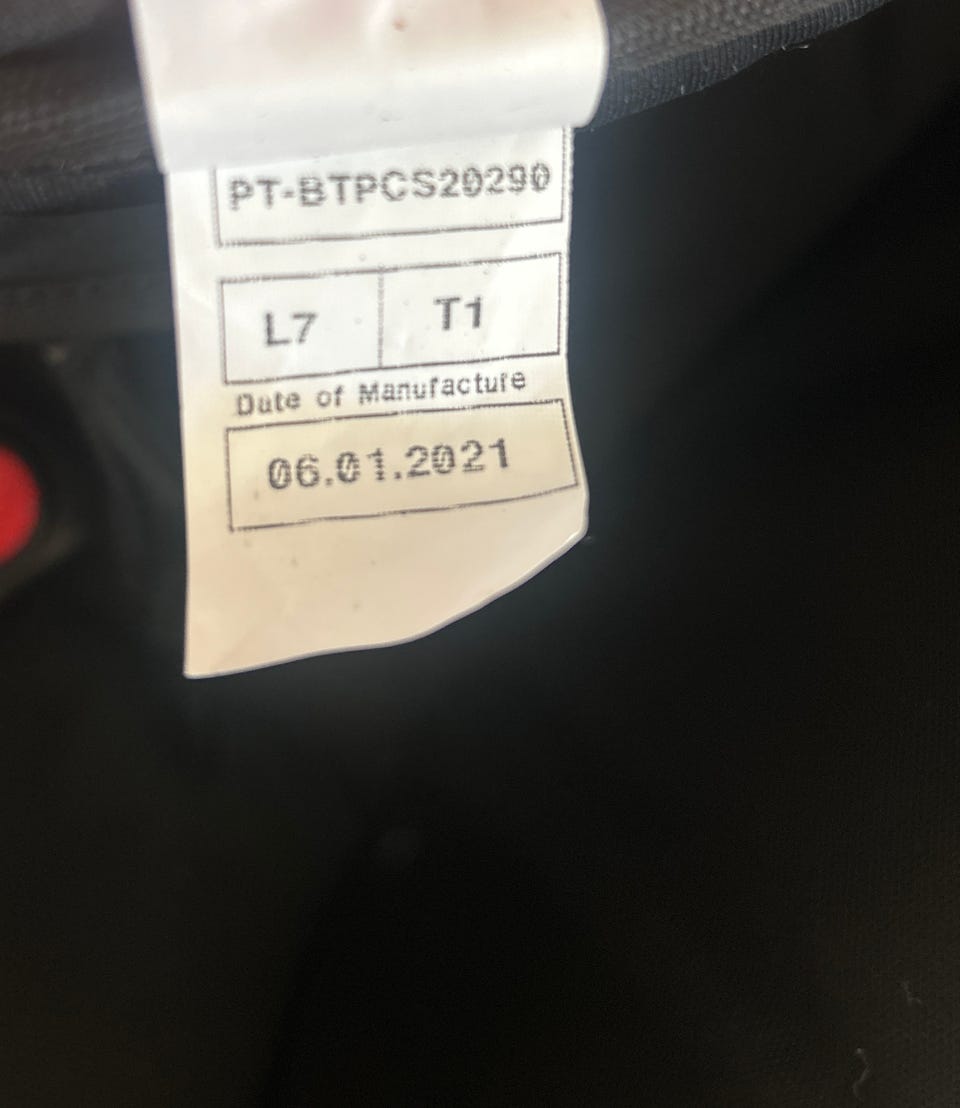 PT-BTPCS20290
L7 T1
Date of Manufacture
06.01.2021